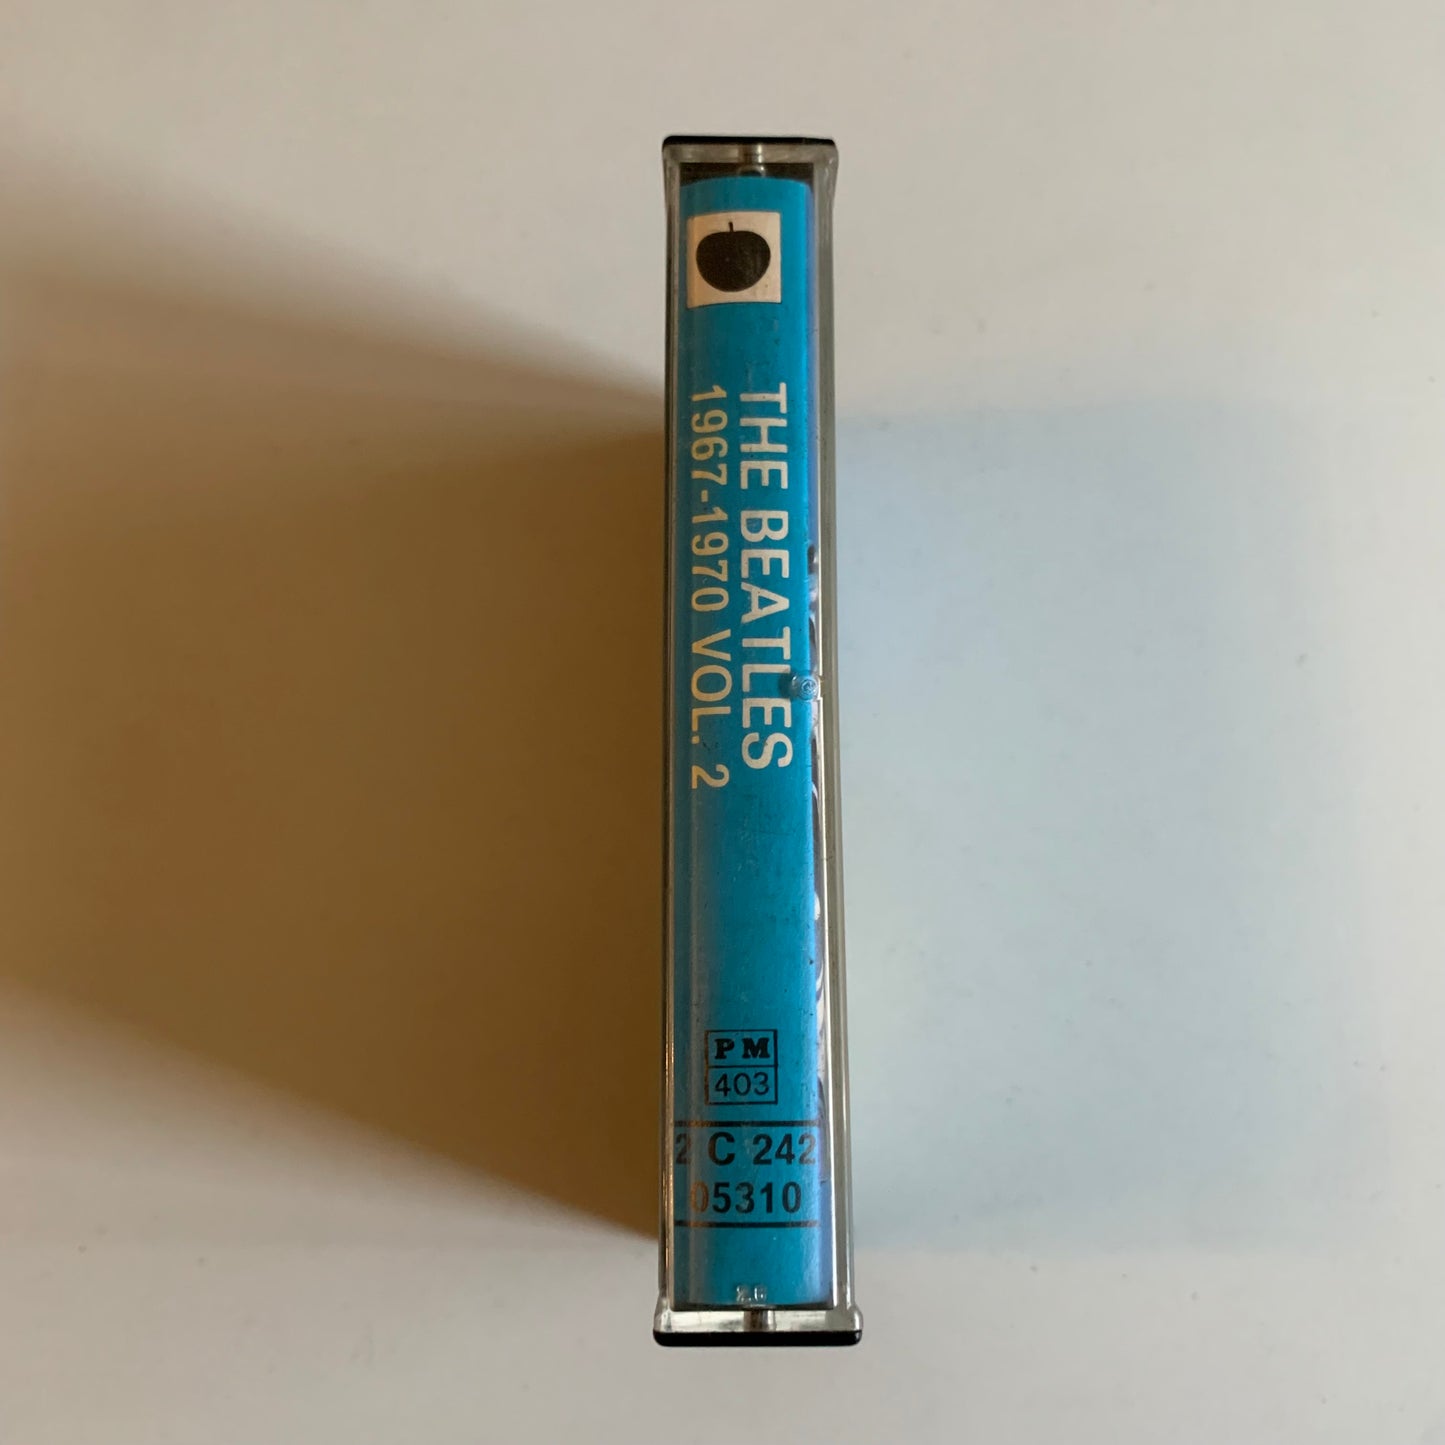 THE BEATLES
1967-1970 VOL. 2
PM
403
2 C 242
05310